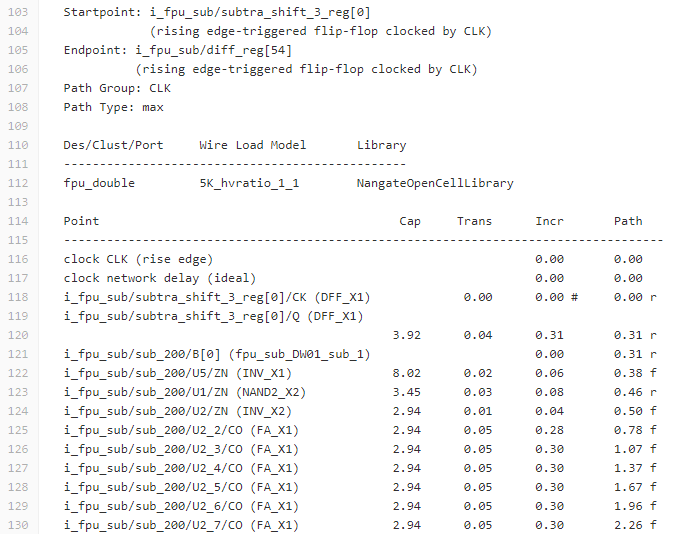 103 Startpoint: i_fpu_sub/subtra_shift_3_reg[0]
104 (rising edge-triggered flip-flop clocked by CLK)
105 Endpoint: i_fpu_sub/diff_reg[54]
106 (rising edge-triggered flip-flop clocked by CLK)
107 Path Group: CLK
108 Path Type: max
109
110 Des/Clust/Port Wire Load Model Library
111 ------------------------------------------------
112 fpu_double 5K_hvratio_1_1 NangateOpenCellLibrary
113
114 Point Cap Trans Incr Path
115 ------------------------------------------------------------------------------------
116 clock CLK (rise edge) 0.00 0.00
117 clock network delay (ideal) 0.00 0.00
118 i_fpu_sub/subtra_shift_3_reg[0]/CK (DFF_X1) 0.00 0.00 # 0.00 r
119 i_fpu_sub/subtra_shift_3_reg[0]/Q (DFF_X1)
120 3.92 0.04 0.31 0.31 r
121 i_fpu_sub/sub_200/B[0] (fpu_sub_DW01_sub_1) 0.00 0.31 r
122 i_fpu_sub/sub_200/U5/ZN (INV_X1) 8.02 0.02 0.06 0.38 f
123 i_fpu_sub/sub_200/U1/ZN (NAND2_X2) 3.45 0.03 0.08 0.46 r
124 i_fpu_sub/sub_200/U2/ZN (INV_X2) 2.94 0.01 0.04 0.50 f
125 i_fpu_sub/sub_200/U2_2/CO (FA_X1) 2.94 0.05 0.28 0.78 f
126 i_fpu_sub/sub_200/U2_3/CO (FA_X1) 2.94 0.05 0.30 1.07 f
127 i_fpu_sub/sub_200/U2_4/CO (FA_X1) 2.94 0.05 0.30 1.37 f
128 i_fpu_sub/sub_200/U2_5/CO (FA_X1) 2.94 0.05 0.30 1.67 f
129 i_fpu_sub/sub_200/U2_6/CO (FA_X1) 2.94 0.05 0.30 1.96 f
130 i_fpu_sub/sub_200/U2_7/CO (FA_X1) 2.94 0.05 0.30 2.26 f